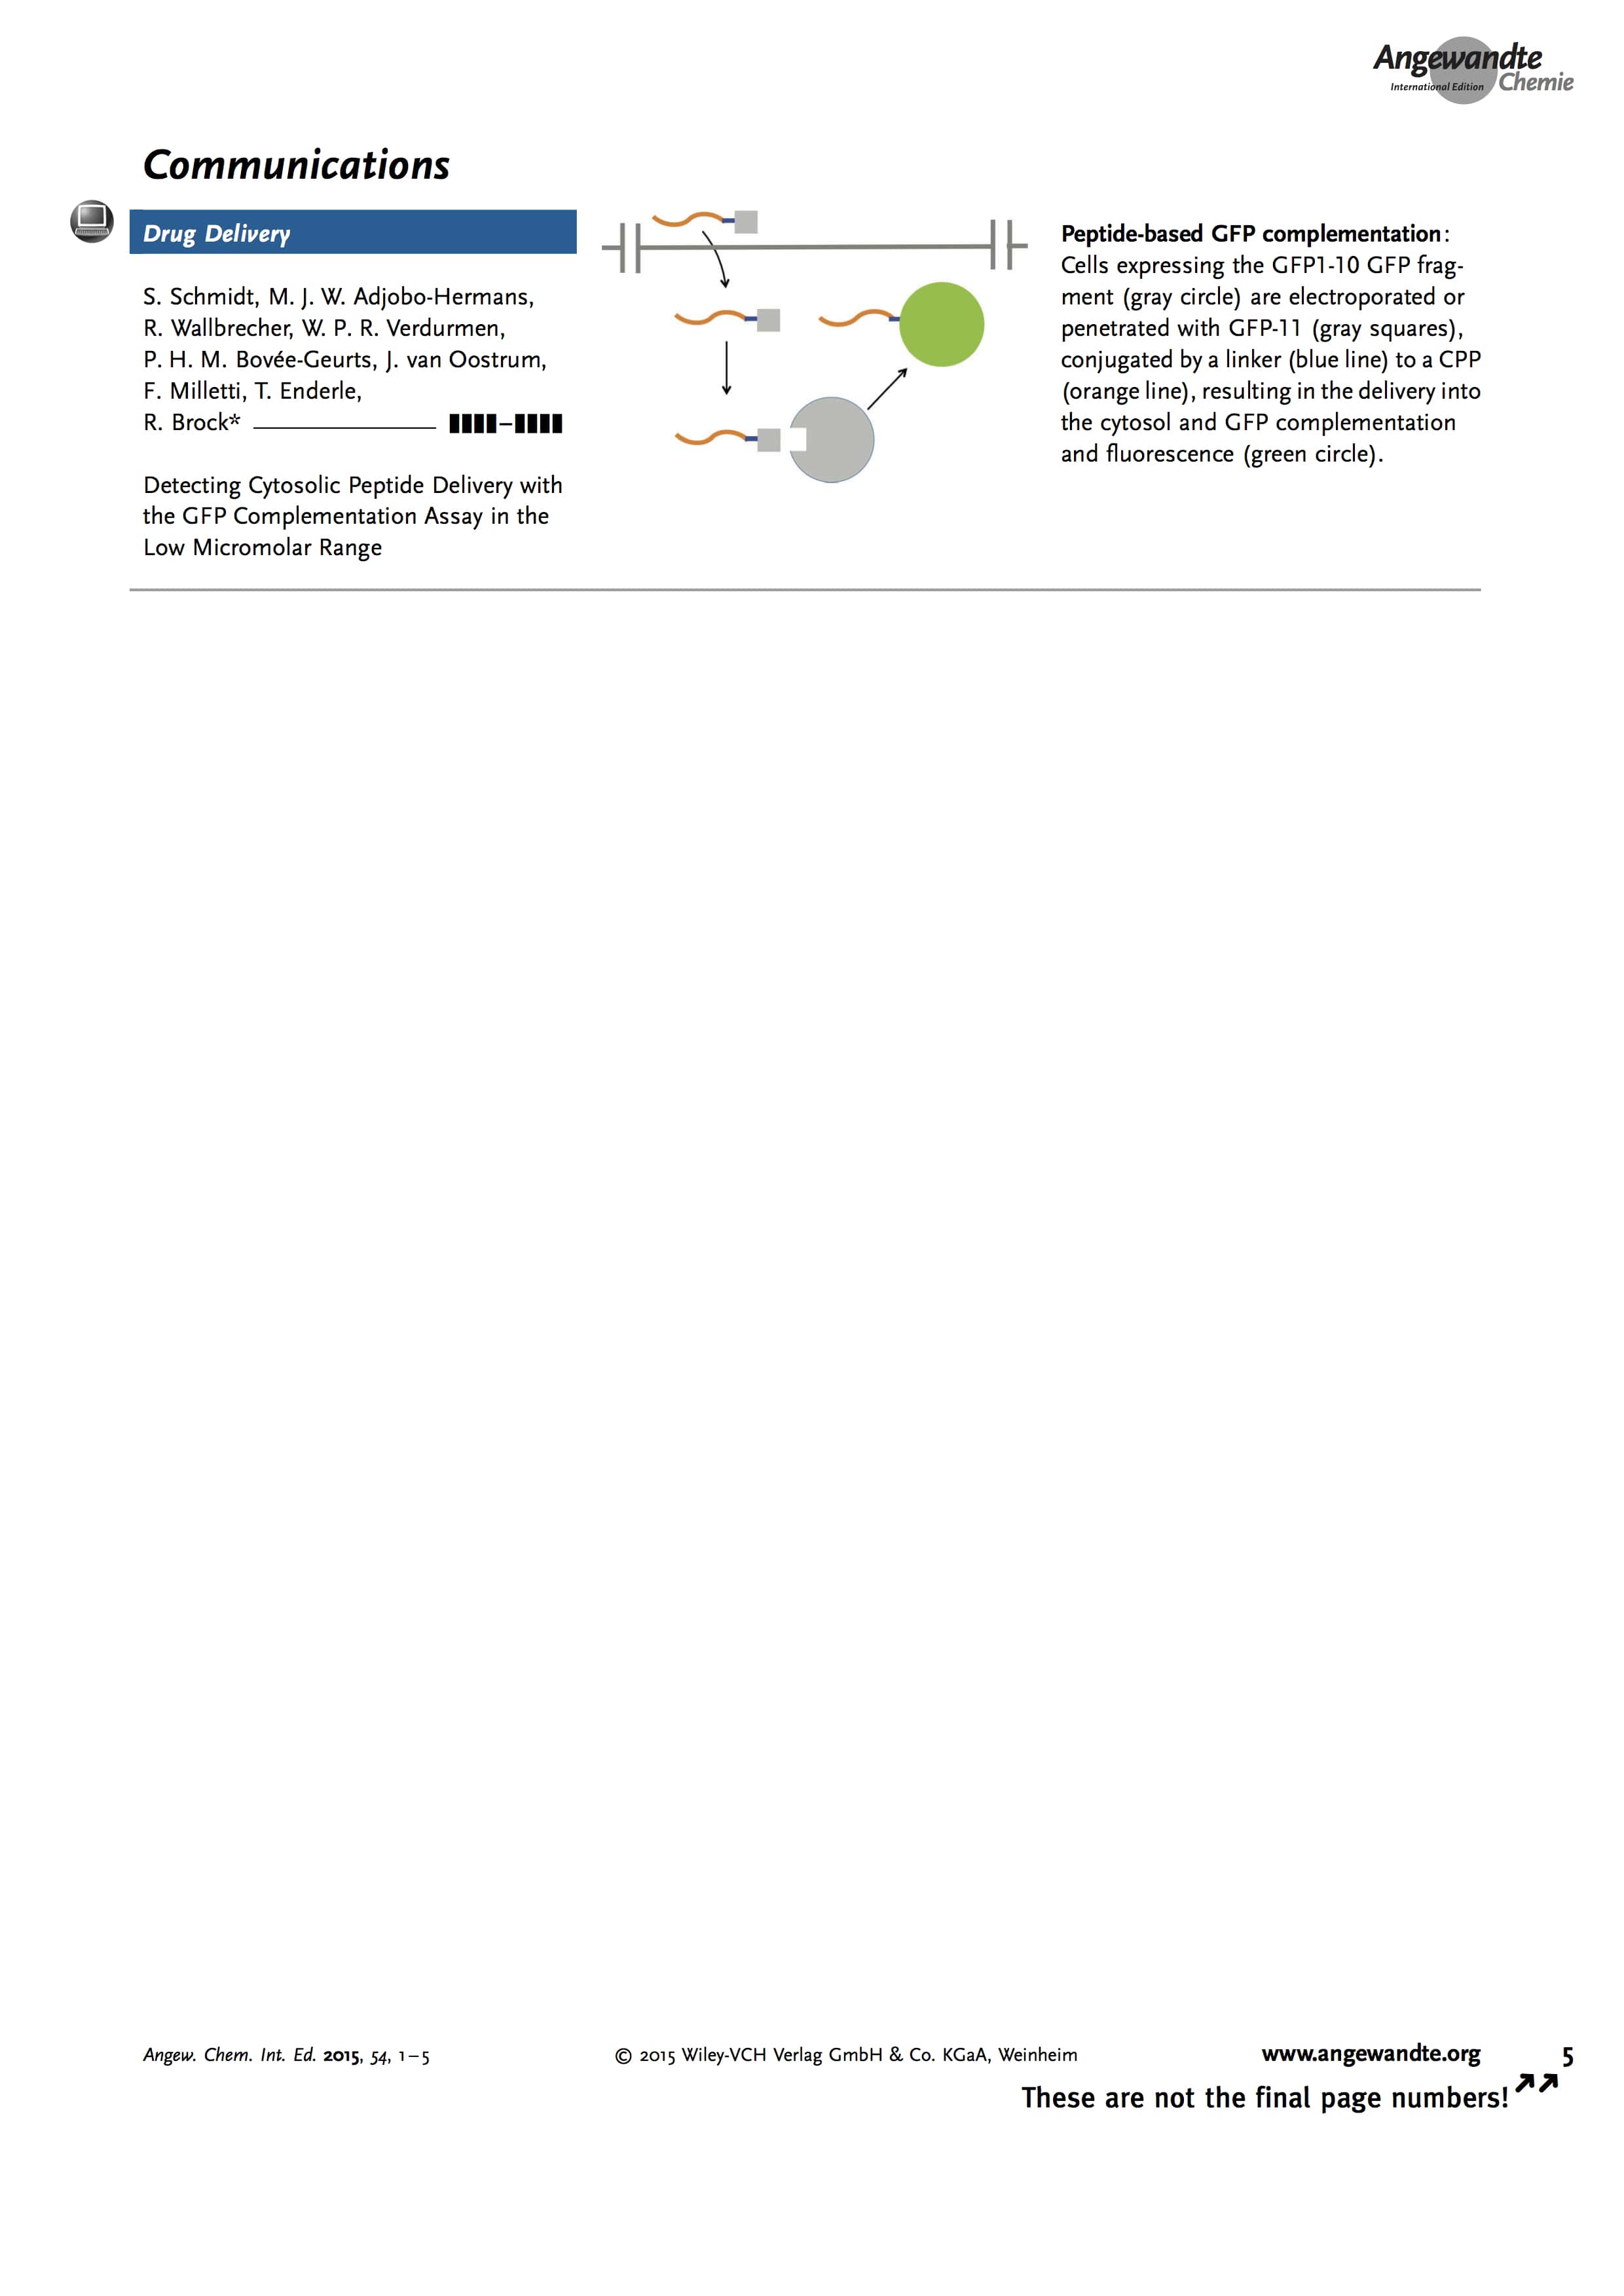 Angewandte
International Edition Chemie
Communications
Drug Delivery
S. Schmidt, M. J. W. Adjobo-Hermans,
R. Wallbrecher, W. P. R. Verdurmen,
P. H. M. Bovée-Geurts, J. van Oostrum,
F. Milletti, T. Enderle,
R. Brock* ▮▮▮▮–▮▮▮▮
Detecting Cytosolic Peptide Delivery with
the GFP Complementation Assay in the
Low Micromolar Range
Peptide-based GFP complementation:
Cells expressing the GFP1-10 GFP frag-
ment (gray circle) are electroporated or
penetrated with GFP-11 (gray squares),
conjugated by a linker (blue line) to a CPP
(orange line), resulting in the delivery into
the cytosol and GFP complementation
and fluorescence (green circle).
Angew. Chem. Int. Ed. 2015, 54, 1–5
© 2015 Wiley-VCH Verlag GmbH & Co. KGaA, Weinheim
www.angewandte.org 5
These are not the final page numbers!